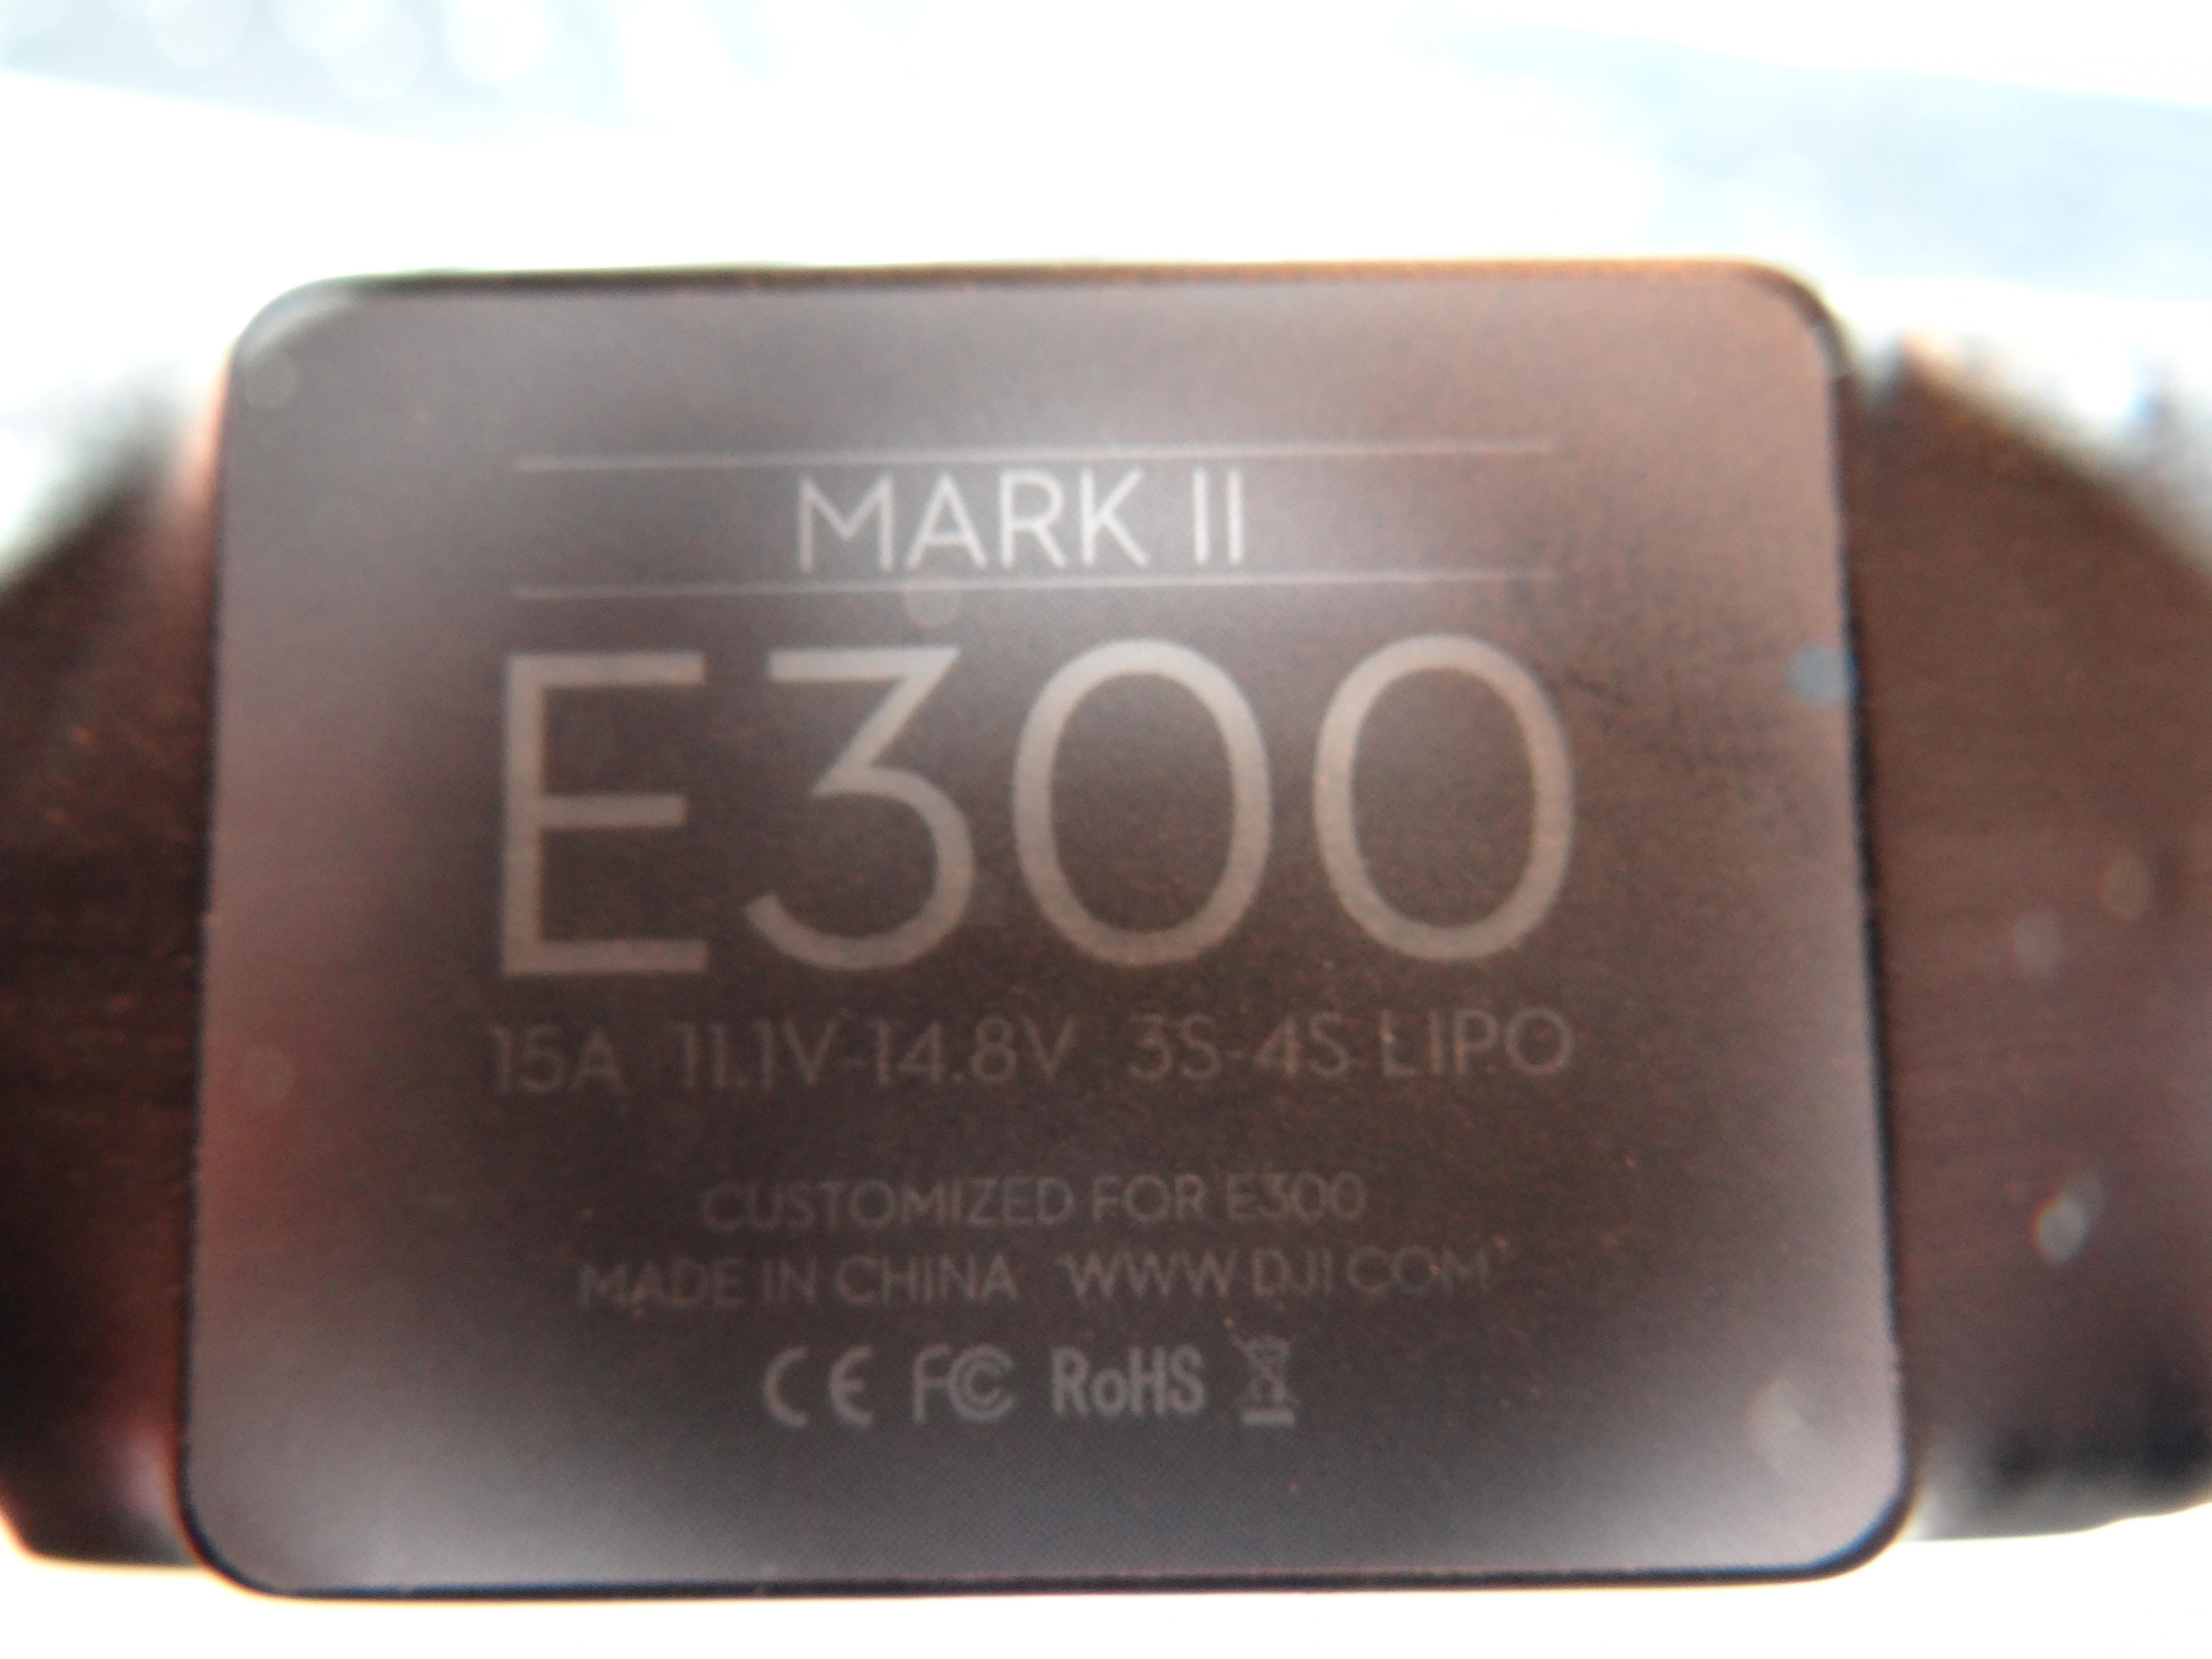 MARK II
E300
15A 11.1V-14.8V 3S-4S LIPO
CUSTOMIZED FOR E300
MADE IN CHINA WWW.DJI.COM
CE FC RoHS